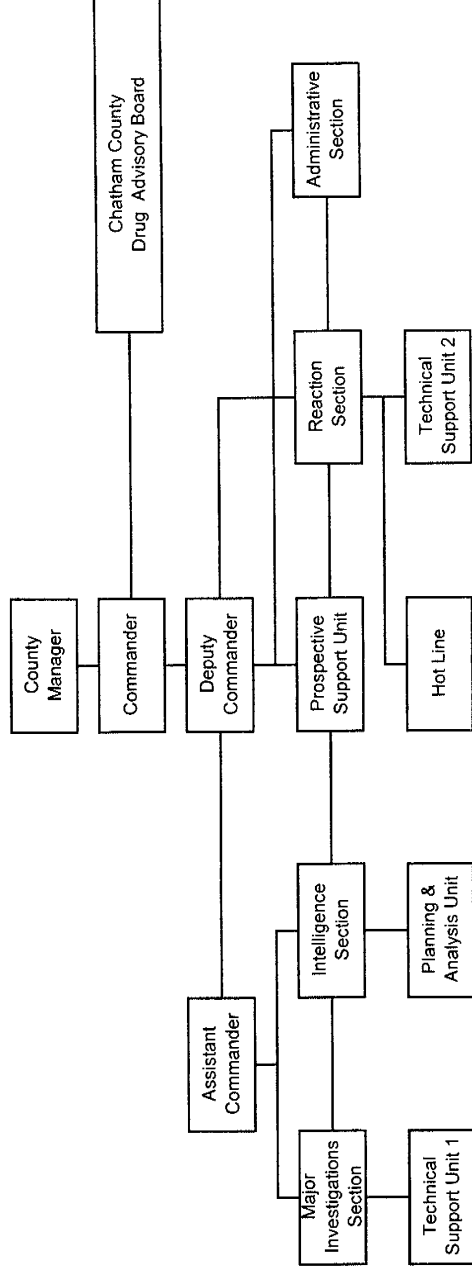 County
Manager
Chatham County
Drug Advisory Board
Commander
Assistant
Commander
Deputy
Commander
Major
Investigations
Section
Intelligence
Section
Prospective
Support Unit
Reaction
Section
Administrative
Section
Technical
Support Unit 1
Planning &
Analysis Unit
Hot Line
Technical
Support Unit 2